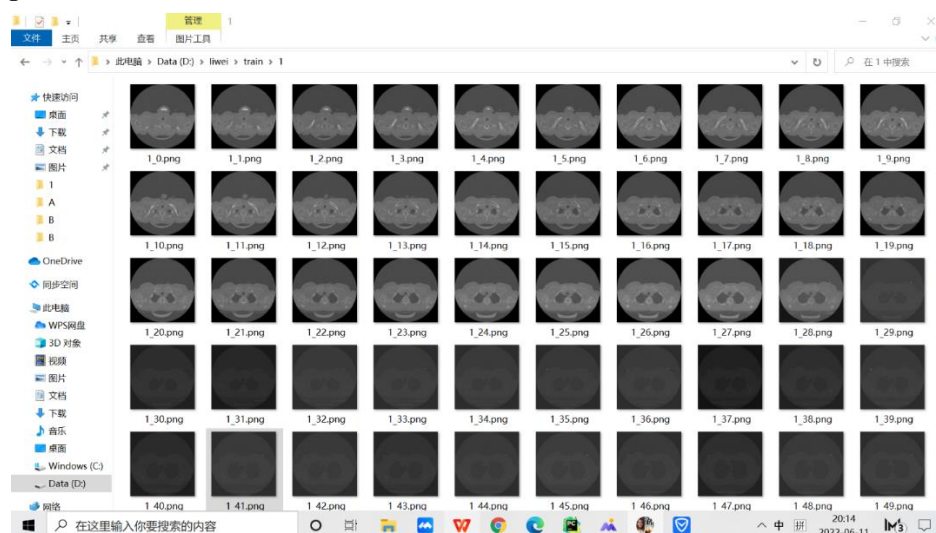 管理
1
文件 主页 共享 查看 图片工具
此电脑 > Data (D:) > liwei > train > 1
在 1 中搜索
快速访问
桌面
下载
文档
图片
1
A
B
B
OneDrive
同步空间
此电脑
WPS网盘
3D 对象
视频
图片
文档
下载
音乐
桌面
Windows (C:)
Data (D:)
网络
1_0.png 1_1.png 1_2.png 1_3.png 1_4.png 1_5.png 1_6.png 1_7.png 1_8.png 1_9.png
1_10.png 1_11.png 1_12.png 1_13.png 1_14.png 1_15.png 1_16.png 1_17.png 1_18.png 1_19.png
1_20.png 1_21.png 1_22.png 1_23.png 1_24.png 1_25.png 1_26.png 1_27.png 1_28.png 1_29.png
1_30.png 1_31.png 1_32.png 1_33.png 1_34.png 1_35.png 1_36.png 1_37.png 1_38.png 1_39.png
1_40.png 1_41.png 1_42.png 1_43.png 1_44.png 1_45.png 1_46.png 1_47.png 1_48.png 1_49.png
在这里输入你要搜索的内容
中 拼
20:14
2022-06-11